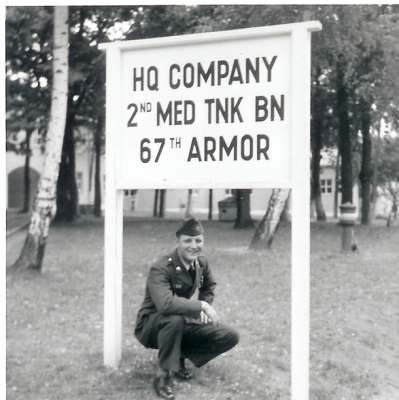 HQ COMPANY
2ND MED TNK BN
67TH ARMOR